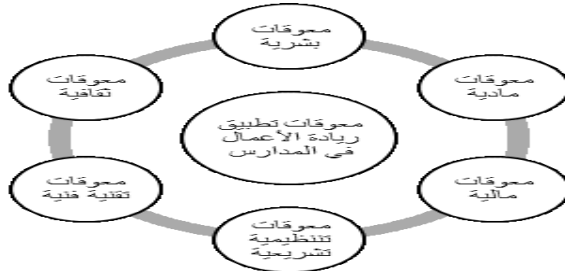 معوقات
بشرية
معوقات
مادية
معوقات
مالية
معوقات
تنظيمية
تشريعية
معوقات
تقنية فنية
معوقات
ثقافية
معوقات تطبيق
ريادة الأعمال
في المدارس